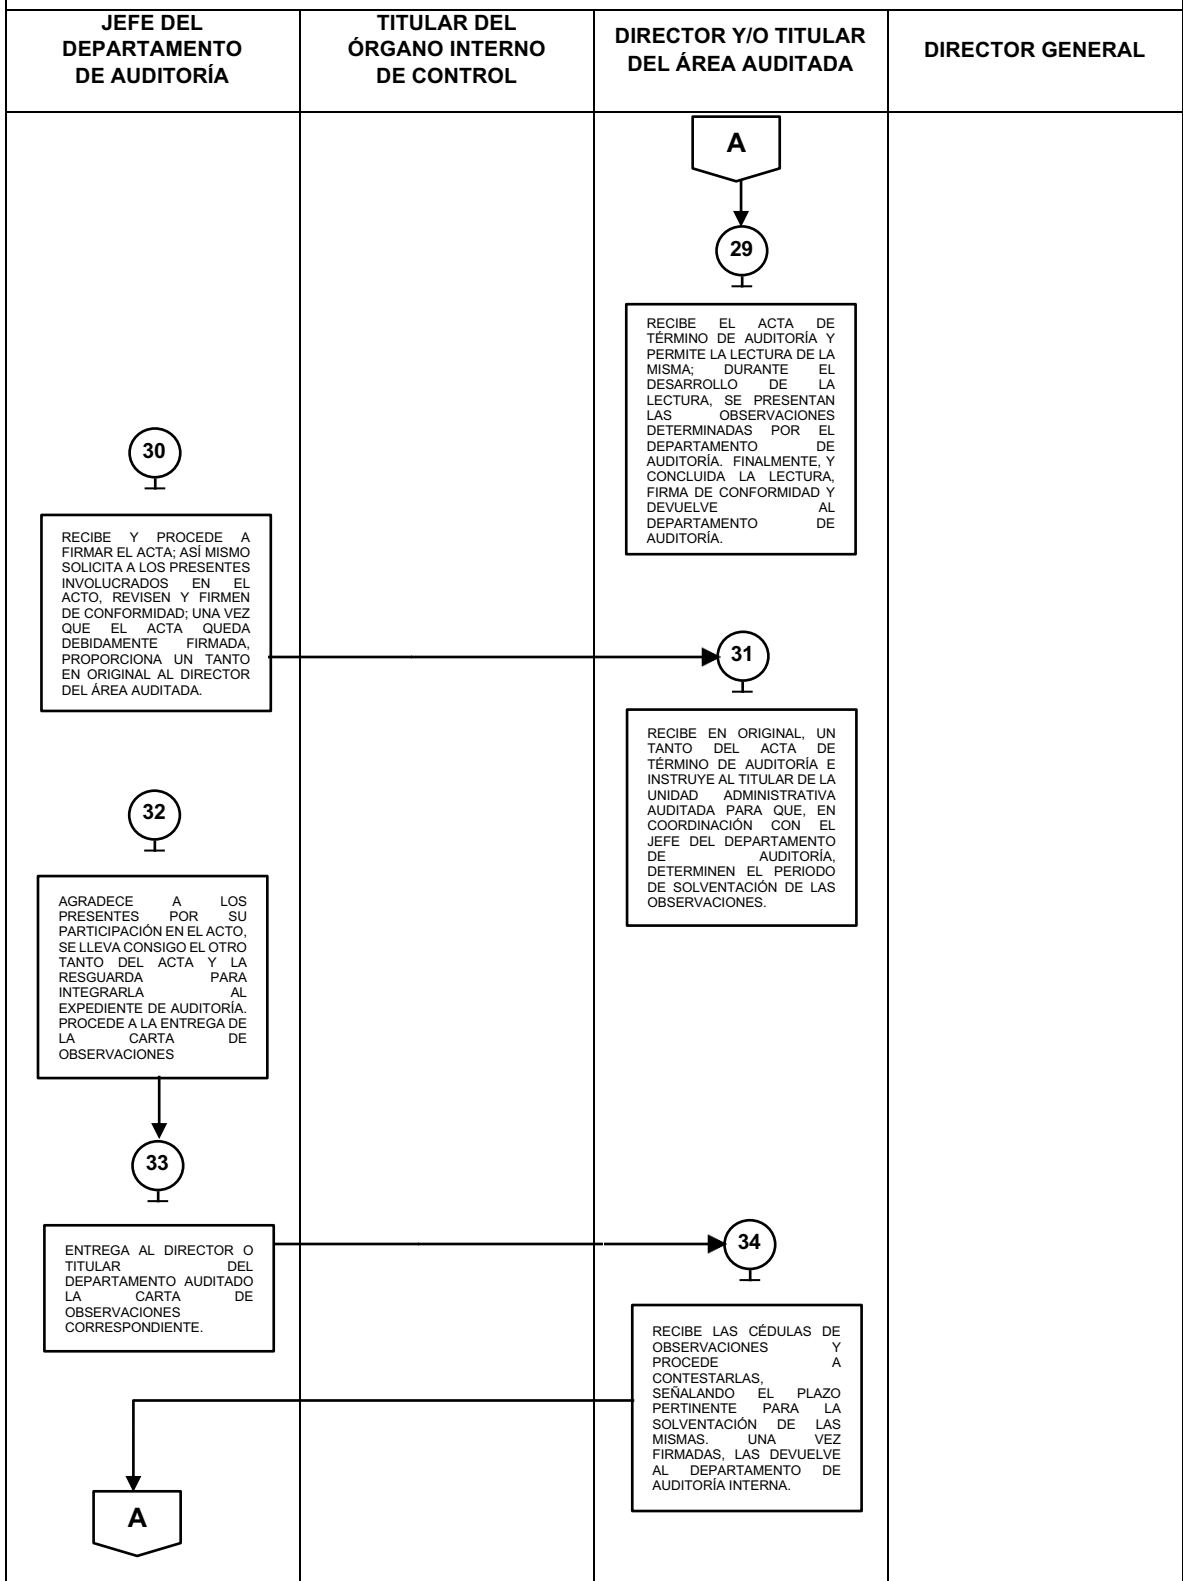 JEFE DEL
DEPARTAMENTO
DE AUDITORÍA
TITULAR DEL
ÓRGANO INTERNO
DE CONTROL
DIRECTOR Y/O TITULAR
DEL ÁREA AUDITADA
DIRECTOR GENERAL
A
29
RECIBE EL ACTA DE
TÉRMINO DE AUDITORÍA Y
PERMITE LA LECTURA DE LA
MISMA; DURANTE EL
DESARROLLO DE LA
LECTURA, SE PRESENTAN
LAS OBSERVACIONES
DETERMINADAS POR EL
DEPARTAMENTO DE
AUDITORÍA. FINALMENTE, Y
CONCLUIDA LA LECTURA,
FIRMA DE CONFORMIDAD Y
DEVUELVE AL
DEPARTAMENTO DE
AUDITORÍA.
30
RECIBE Y PROCEDE A
FIRMAR EL ACTA; ASÍ MISMO
SOLICITA A LOS PRESENTES
INVOLUCRADOS EN EL
ACTO, REVISEN Y FIRMEN
DE CONFORMIDAD; UNA VEZ
QUE EL ACTA QUEDA
DEBIDAMENTE FIRMADA,
PROPORCIONA UN TANTO
EN ORIGINAL AL DIRECTOR
DEL ÁREA AUDITADA.
31
RECIBE EN ORIGINAL, UN
TANTO DEL ACTA DE
TÉRMINO DE AUDITORÍA E
INSTRUYE AL TITULAR DE LA
UNIDAD ADMINISTRATIVA
AUDITADA PARA QUE, EN
COORDINACIÓN CON EL
JEFE DEL DEPARTAMENTO
DE AUDITORÍA,
DETERMINEN EL PERIODO
DE SOLVENTACIÓN DE LAS
OBSERVACIONES.
32
AGRADECE A LOS
PRESENTES POR SU
PARTICIPACIÓN EN EL ACTO,
SE LLEVA CONSIGO EL OTRO
TANTO DEL ACTA Y LA
RESGUARDA PARA
INTEGRARLA AL
EXPEDIENTE DE AUDITORÍA.
PROCEDE A LA ENTREGA DE
LA CARTA DE
OBSERVACIONES
33
ENTREGA AL DIRECTOR O
TITULAR DEL
DEPARTAMENTO AUDITADO
LA CARTA DE
OBSERVACIONES
CORRESPONDIENTE.
34
RECIBE LAS CÉDULAS DE
OBSERVACIONES Y
PROCEDE A
CONTESTARLAS,
SEÑALANDO EL PLAZO
PERTINENTE PARA LA
SOLVENTACIÓN DE LAS
MISMAS. UNA VEZ
FIRMADAS, LAS DEVUELVE
AL DEPARTAMENTO DE
AUDITORÍA INTERNA.
A